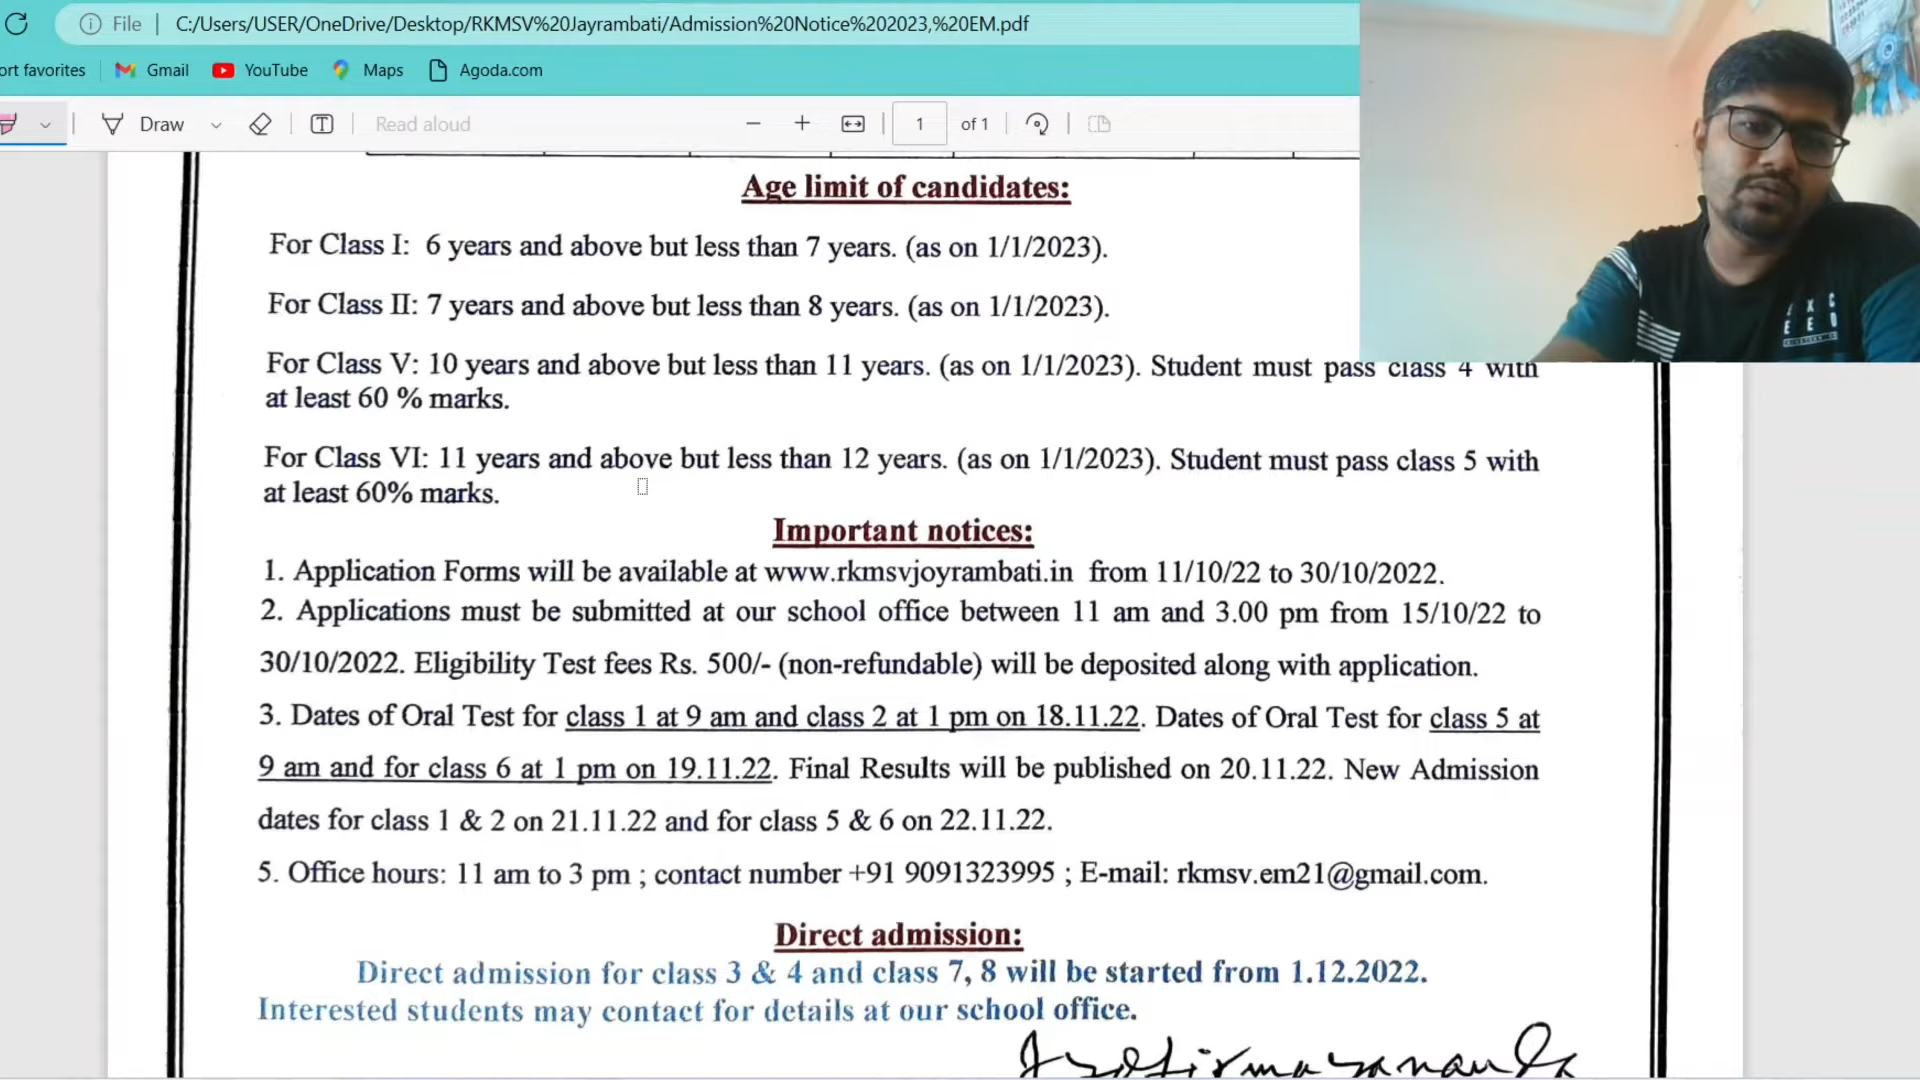 File | C:/Users/USER/OneDrive/Desktop/RKMSV%20Jayrambati/Admission%20Notice%202023,%20EM.pdf
ort favorites Gmail YouTube Maps Agoda.com
Draw T Read aloud 1 of 1
Age limit of candidates:
For Class I: 6 years and above but less than 7 years. (as on 1/1/2023).
For Class II: 7 years and above but less than 8 years. (as on 1/1/2023).
For Class V: 10 years and above but less than 11 years. (as on 1/1/2023). Student must pass class 4 with
at least 60 % marks.
For Class VI: 11 years and above but less than 12 years. (as on 1/1/2023). Student must pass class 5 with
at least 60% marks.
Important notices:
1. Application Forms will be available at www.rkmsvjoyrambati.in from 11/10/22 to 30/10/2022.
2. Applications must be submitted at our school office between 11 am and 3.00 pm from 15/10/22 to
30/10/2022. Eligibility Test fees Rs. 500/- (non-refundable) will be deposited along with application.
3. Dates of Oral Test for class 1 at 9 am and class 2 at 1 pm on 18.11.22. Dates of Oral Test for class 5 at
9 am and for class 6 at 1 pm on 19.11.22. Final Results will be published on 20.11.22. New Admission
dates for class 1 & 2 on 21.11.22 and for class 5 & 6 on 22.11.22.
5. Office hours: 11 am to 3 pm ; contact number +91 9091323995 ; E-mail: rkmsv.em21@gmail.com.
Direct admission:
Direct admission for class 3 & 4 and class 7, 8 will be started from 1.12.2022.
Interested students may contact for details at our school office.